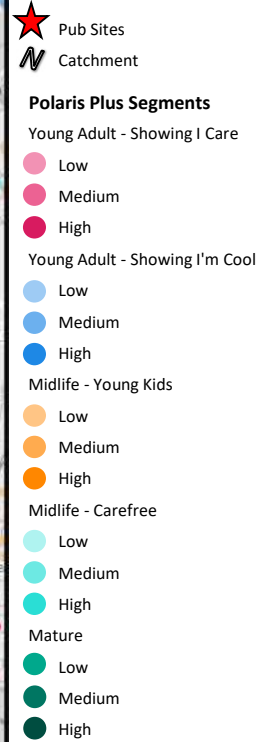 Pub Sites
Catchment
Polaris Plus Segments
Young Adult - Showing I Care
Low
Medium
High
Young Adult - Showing I'm Cool
Low
Medium
High
Midlife - Young Kids
Low
Medium
High
Midlife - Carefree
Low
Medium
High
Mature
Low
Medium
High